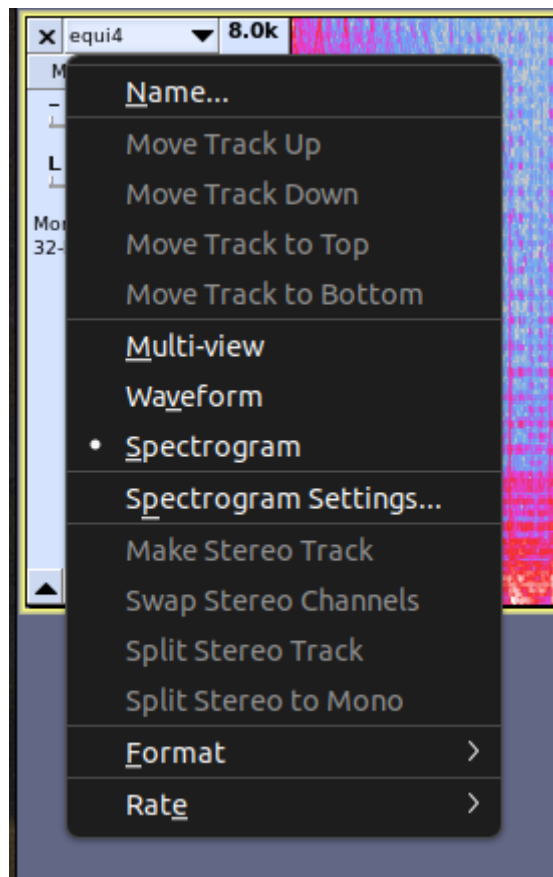 equi4
8.0k
M
Name...
L
Mor
32-
Move Track Up
Move Track Down
Move Track to Top
Move Track to Bottom
Multi-view
Waveform
Spectrogram
Spectrogram Settings...
Make Stereo Track
Swap Stereo Channels
Split Stereo Track
Split Stereo to Mono
Format
Rate